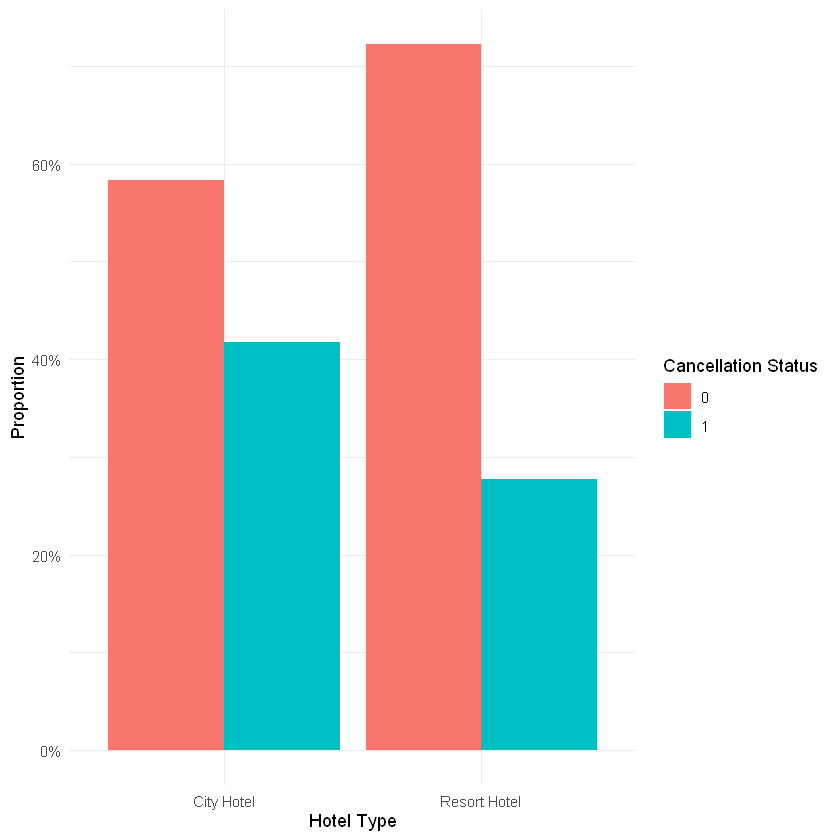 60%
40%
20%
0%
Proportion
City Hotel
Resort Hotel
Hotel Type
Cancellation Status
0
1